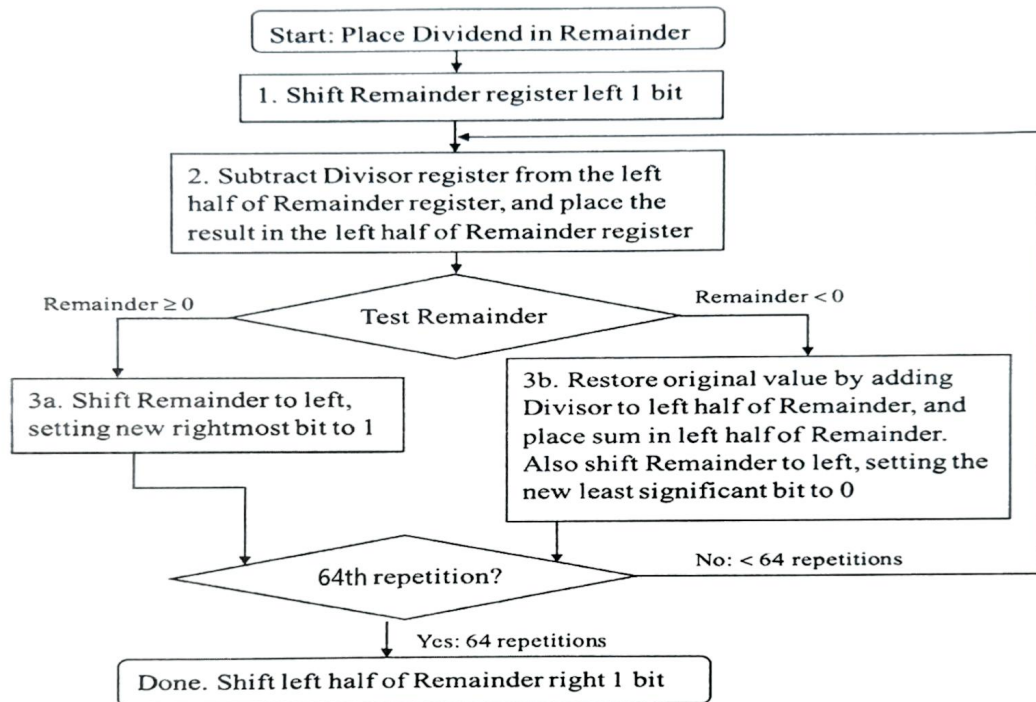 Start: Place Dividend in Remainder
1. Shift Remainder register left 1 bit
2. Subtract Divisor register from the left
half of Remainder register, and place the
result in the left half of Remainder register
Remainder ≥ 0
Test Remainder
Remainder < 0
3a. Shift Remainder to left,
setting new rightmost bit to 1
3b. Restore original value by adding
Divisor to left half of Remainder, and
place sum in left half of Remainder.
Also shift Remainder to left, setting the
new least significant bit to 0
64th repetition?
No: < 64 repetitions
Yes: 64 repetitions
Done. Shift left half of Remainder right 1 bit